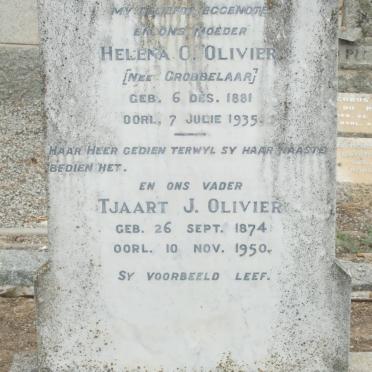 MY GELIEFDE EGGENOTE
EN ONS MOEDER
HELENA C. OLIVIER
[NEE GROBBELAAR]
GEB. 6 DES. 1881
OORL. 7 JULIE 1935.
HAAR HEER GEDIEN TERWYL SY HAAR NAASTE
BEDIEN HET.
EN ONS VADER
TJAART J. OLIVIER
GEB. 26 SEPT. 1874
OORL. 10 NOV. 1950.
SY VOORBEELD LEEF.